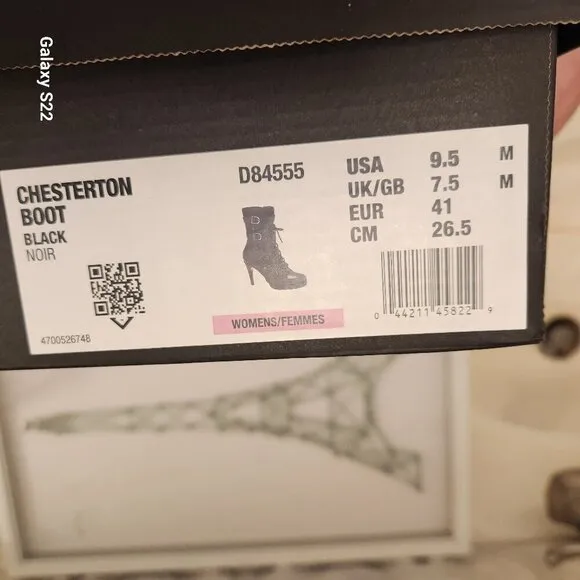 Galaxy S22
CHESTERTON
BOOT
BLACK
NOIR
4700526748
D84555
WOMENS/FEMMES
USA 9.5 M
UK/GB 7.5 M
EUR 41
CM 26.5
0 44211 45822 9